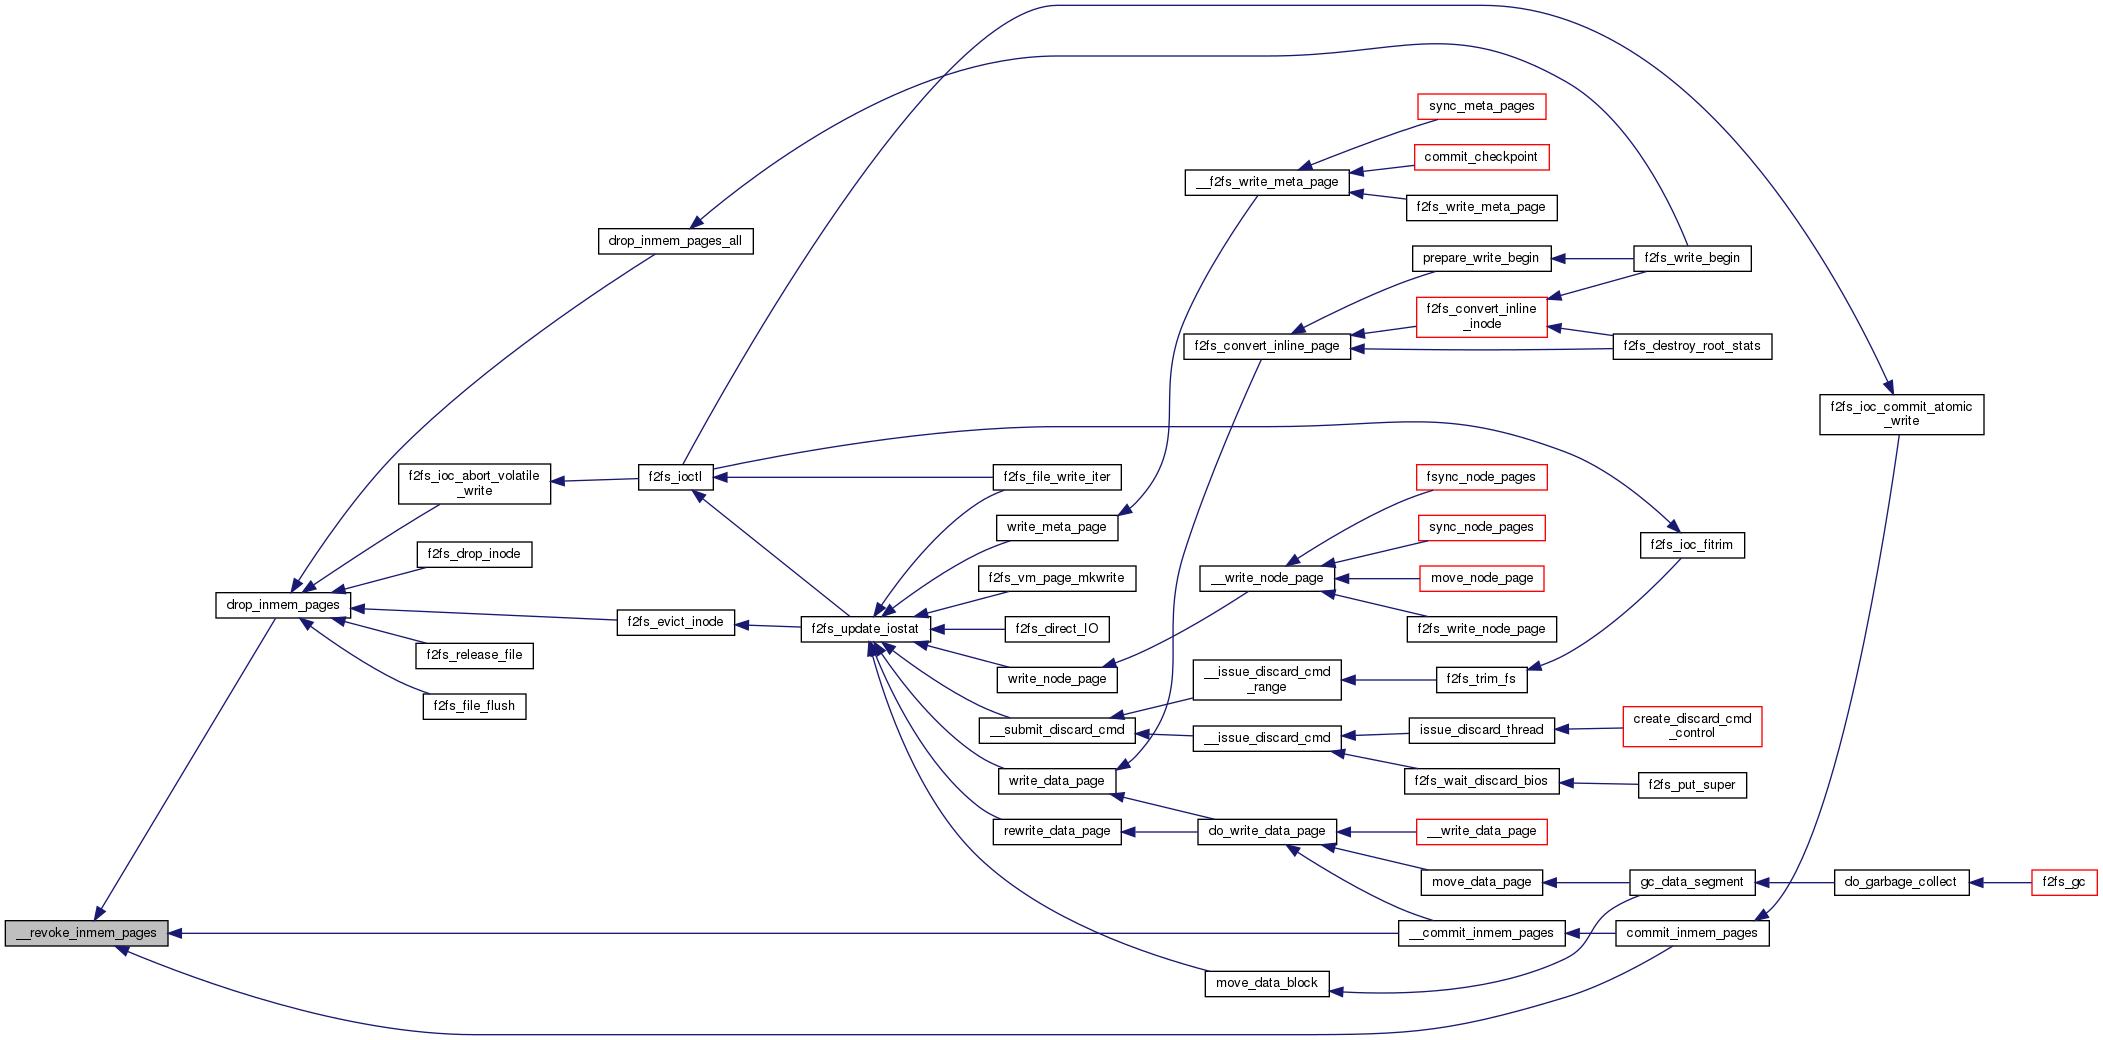 sync_meta_pages
commit_checkpoint
__f2fs_write_meta_page
f2fs_write_meta_page
drop_inmem_pages_all
prepare_write_begin
f2fs_write_begin
f2fs_convert_inline
_inode
f2fs_convert_inline_page
f2fs_destroy_root_stats
f2fs_ioc_commit_atomic
_write
f2fs_ioc_abort_volatile
_write
f2fs_ioctl
f2fs_file_write_iter
fsync_node_pages
write_meta_page
sync_node_pages
f2fs_ioc_fitrim
f2fs_drop_inode
f2fs_vm_page_mkwrite
__write_node_page
move_node_page
drop_inmem_pages
f2fs_evict_inode
f2fs_update_iostat
f2fs_direct_IO
f2fs_write_node_page
f2fs_release_file
write_node_page
__issue_discard_cmd
_range
f2fs_trim_fs
f2fs_file_flush
__submit_discard_cmd
__issue_discard_cmd
issue_discard_thread
create_discard_cmd
_control
write_data_page
f2fs_wait_discard_bios
f2fs_put_super
rewrite_data_page
do_write_data_page
__write_data_page
move_data_page
gc_data_segment
do_garbage_collect
f2fs_gc
__revoke_inmem_pages
__commit_inmem_pages
commit_inmem_pages
move_data_block